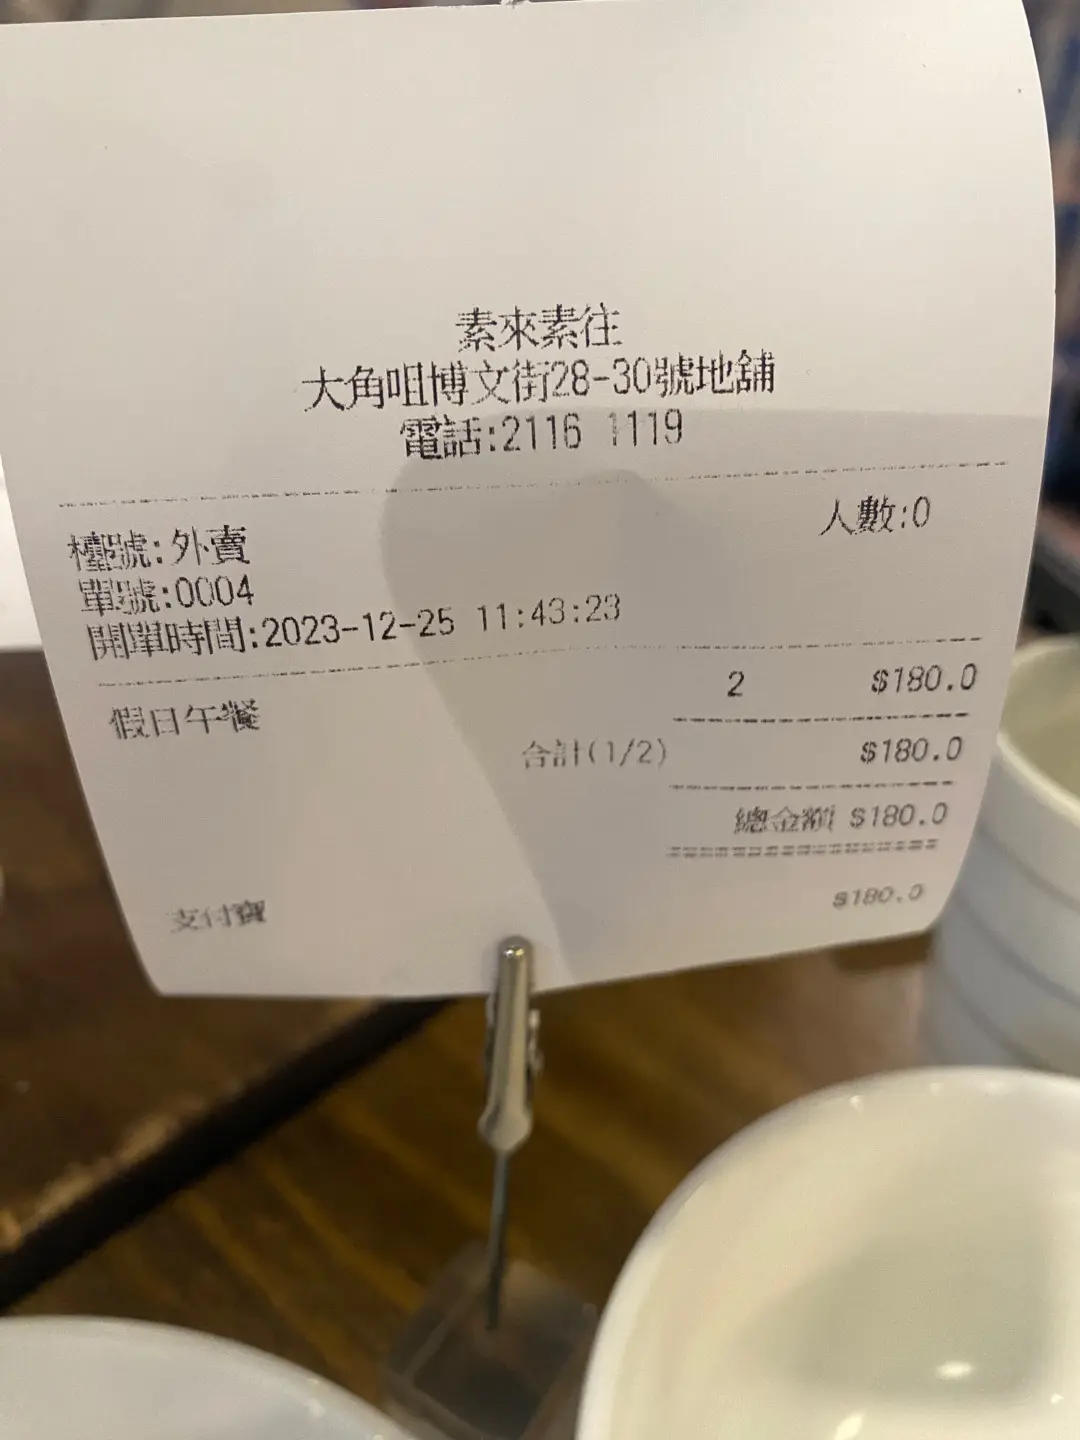 素來素往
大角咀博文街28-30號地舖
電話:2116 1119
人數:0
檯號:外賣
單號:0004
開單時間:2023-12-25 11:43:23
假日午餐 2 $180.0
合計(1/2) $180.0
總金額 $180.0
支付寶 $180.0